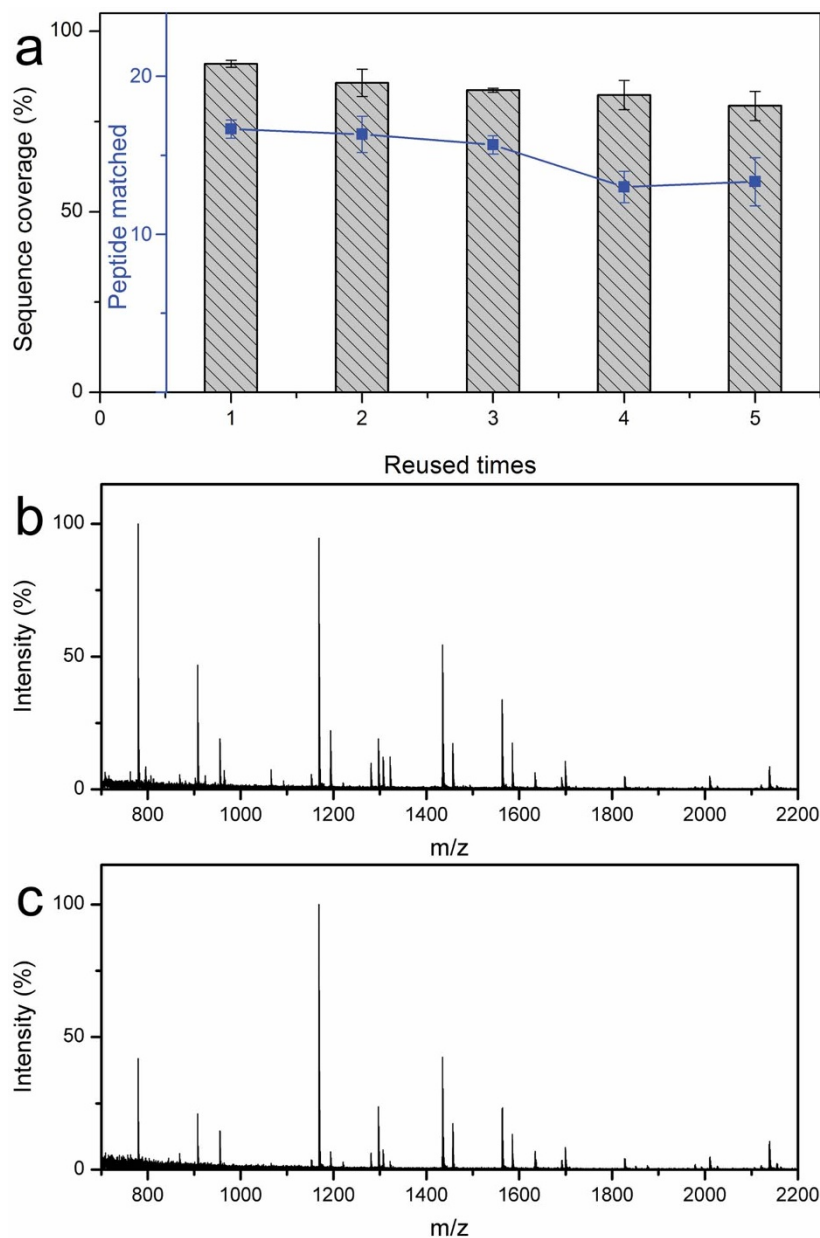 a
100
50
0
Sequence coverage (%)
20
10
Peptide matched
0 1 2 3 4 5
Reused times
b
100
50
0
Intensity (%)
800 1000 1200 1400 1600 1800 2000 2200
m/z
c
100
50
0
Intensity (%)
800 1000 1200 1400 1600 1800 2000 2200
m/z